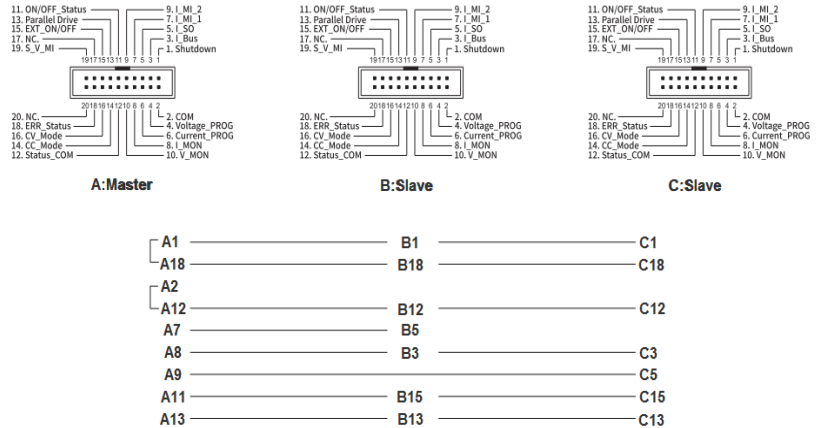 11. ON/OFF_Status 9. I_MI_2 11. ON/OFF_Status 9. I_MI_2 11. ON/OFF_Status 9. I_MI_2
13. Parallel Drive 7. I_MI_1 13. Parallel Drive 7. I_MI_1 13. Parallel Drive 7. I_MI_1
15. EXT_ON/OFF 5. I_SO 15. EXT_ON/OFF 5. I_SO 15. EXT_ON/OFF 5. I_SO
17. NC. 3. I_Bus 17. NC. 3. I_Bus 17. NC. 3. I_Bus
19. S_V_MI 1. Shutdown 19. S_V_MI 1. Shutdown 19. S_V_MI 1. Shutdown
19 17 15 13 11 9 7 5 3 1 19 17 15 13 11 9 7 5 3 1 19 17 15 13 11 9 7 5 3 1
20 18 16 14 12 10 8 6 4 2 20 18 16 14 12 10 8 6 4 2 20 18 16 14 12 10 8 6 4 2
20. NC. 2. COM 20. NC. 2. COM 20. NC. 2. COM
18. ERR_Status 4. Voltage_PROG 18. ERR_Status 4. Voltage_PROG 18. ERR_Status 4. Voltage_PROG
16. CV_Mode 6. Current_PROG 16. CV_Mode 6. Current_PROG 16. CV_Mode 6. Current_PROG
14. CC_Mode 8. I_MON 14. CC_Mode 8. I_MON 14. CC_Mode 8. I_MON
12. Status_COM 10. V_MON 12. Status_COM 10. V_MON 12. Status_COM 10. V_MON
A:Master B:Slave C:Slave
A1 B1 C1
A18 B18 C18
A2
A12 B12 C12
A7 B5
A8 B3 C3
A9 C5
A11 B15 C15
A13 B13 C13